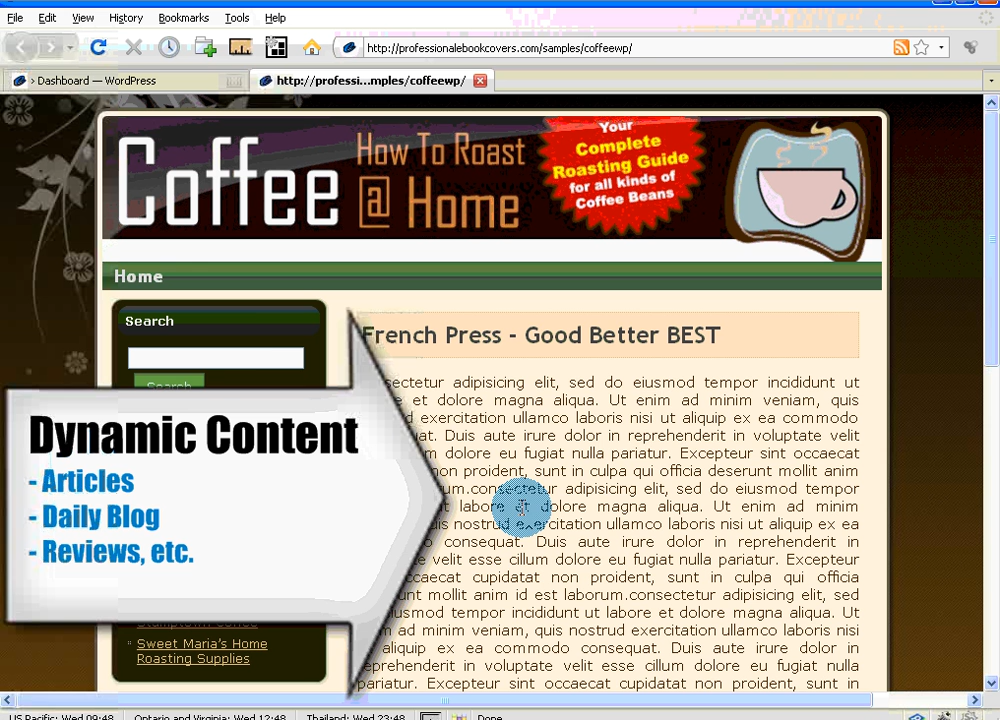 File Edit View History Bookmarks Tools Help
http://professionalebookcovers.com/samples/coffeewp/
› Dashboard — WordPress
http://professi...mples/coffeewp/
Coffee
How To Roast
@ Home
Your
Complete
Roasting Guide
for all kinds of
Coffee Beans
Home
Search
Search
Dynamic Content
- Articles
- Daily Blog
- Reviews, etc.
Sweet Maria's Home
Roasting Supplies
French Press - Good Better BEST
adipisicing elit, sed do eiusmod tempor incididunt ut
et dolore magna aliqua. Ut enim ad minim veniam, quis
exercitation ullamco laboris nisi ut aliquip ex ea commodo
Duis aute irure dolor in reprehenderit in voluptate velit
dolore eu fugiat nulla pariatur. Excepteur sint occaecat
non proident, sunt in culpa qui officia deserunt mollit anim
adipisicing elit, sed do eiusmod tempor
labore et dolore magna aliqua. Ut enim ad minim
nostrud exercitation ullamco laboris nisi ut aliquip ex ea
consequat. Duis aute irure dolor in reprehenderit in
velit esse cillum dolore eu fugiat nulla pariatur. Excepteur
cupidatat non proident, sunt in culpa qui officia
mollit anim id est laborum.consectetur adipisicing elit, sed
tempor incididunt ut labore et dolore magna aliqua. Ut
ad minim veniam, quis nostrud exercitation ullamco laboris nisi
aliquip ex ea commodo consequat. Duis aute irure dolor in
reprehenderit in voluptate velit esse cillum dolore eu fugiat nulla
pariatur. Excepteur sint occaecat cupidatat non proident, sunt in
US Pacific: Wed 09:48 Ontario and Virginia: Wed 12:48 Thailand: Wed 23:48 Done